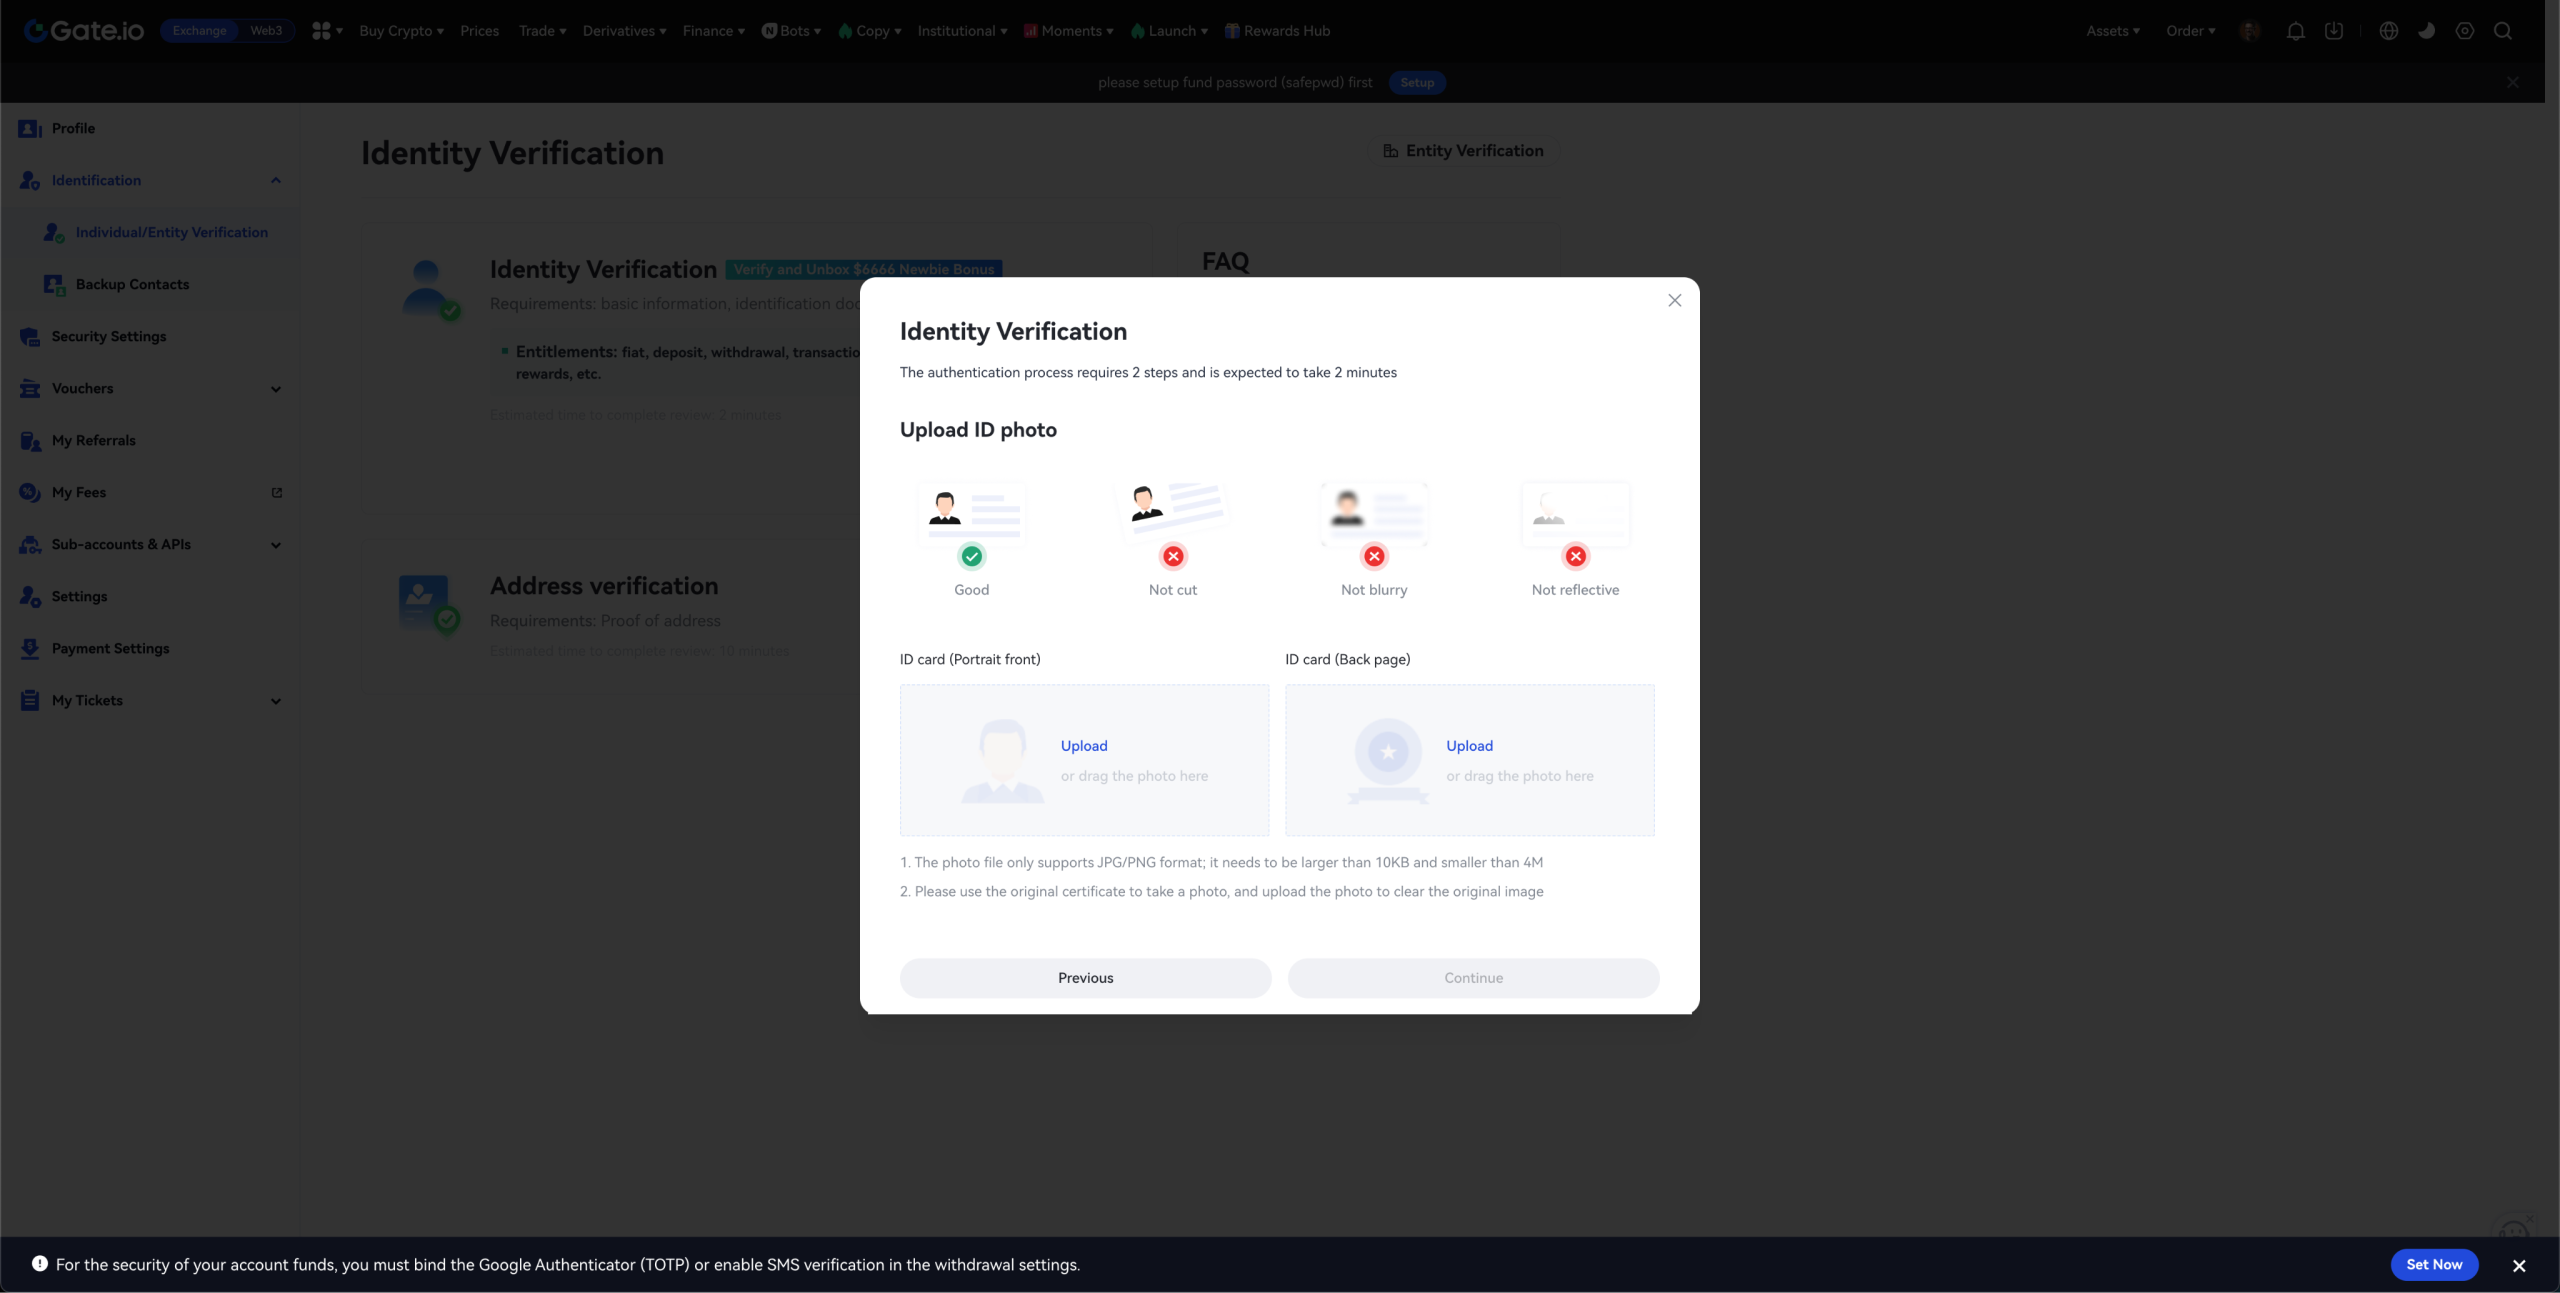 Gate.io
Exchange
Web3
Buy Crypto
Prices
Trade
Derivatives
Finance
Bots
Copy
Institutional
Moments
Launch
Rewards Hub
Assets
Order
please setup fund password (safepwd) first
Setup
Profile
Identification
Individual/Entity Verification
Backup Contacts
Security Settings
Vouchers
My Referrals
My Fees
Sub-accounts & APIs
Settings
Payment Settings
My Tickets
Identity Verification
Entity Verification
Identity Verification
Verify and Unbox $6666 Newbie Bonus
Requirements: basic information, identification
Entitlements: fiat, deposit, withdrawal,
rewards, etc.
Estimated time to complete review: 2 minutes
FAQ
Address verification
Requirements: Proof of address
Estimated time to complete review: 10 minutes
Identity Verification
The authentication process requires 2 steps and is expected to take 2 minutes
Upload ID photo
Good
Not cut
Not blurry
Not reflective
ID card (Portrait front)
ID card (Back page)
Upload
or drag the photo here
Upload
or drag the photo here
1. The photo file only supports JPG/PNG format; it needs to be larger than 10KB and smaller than 4M
2. Please use the original certificate to take a photo, and upload the photo to clear the original image
Previous
Continue
For the security of your account funds, you must bind the Google Authenticator (TOTP) or enable SMS verification in the withdrawal settings.
Set Now